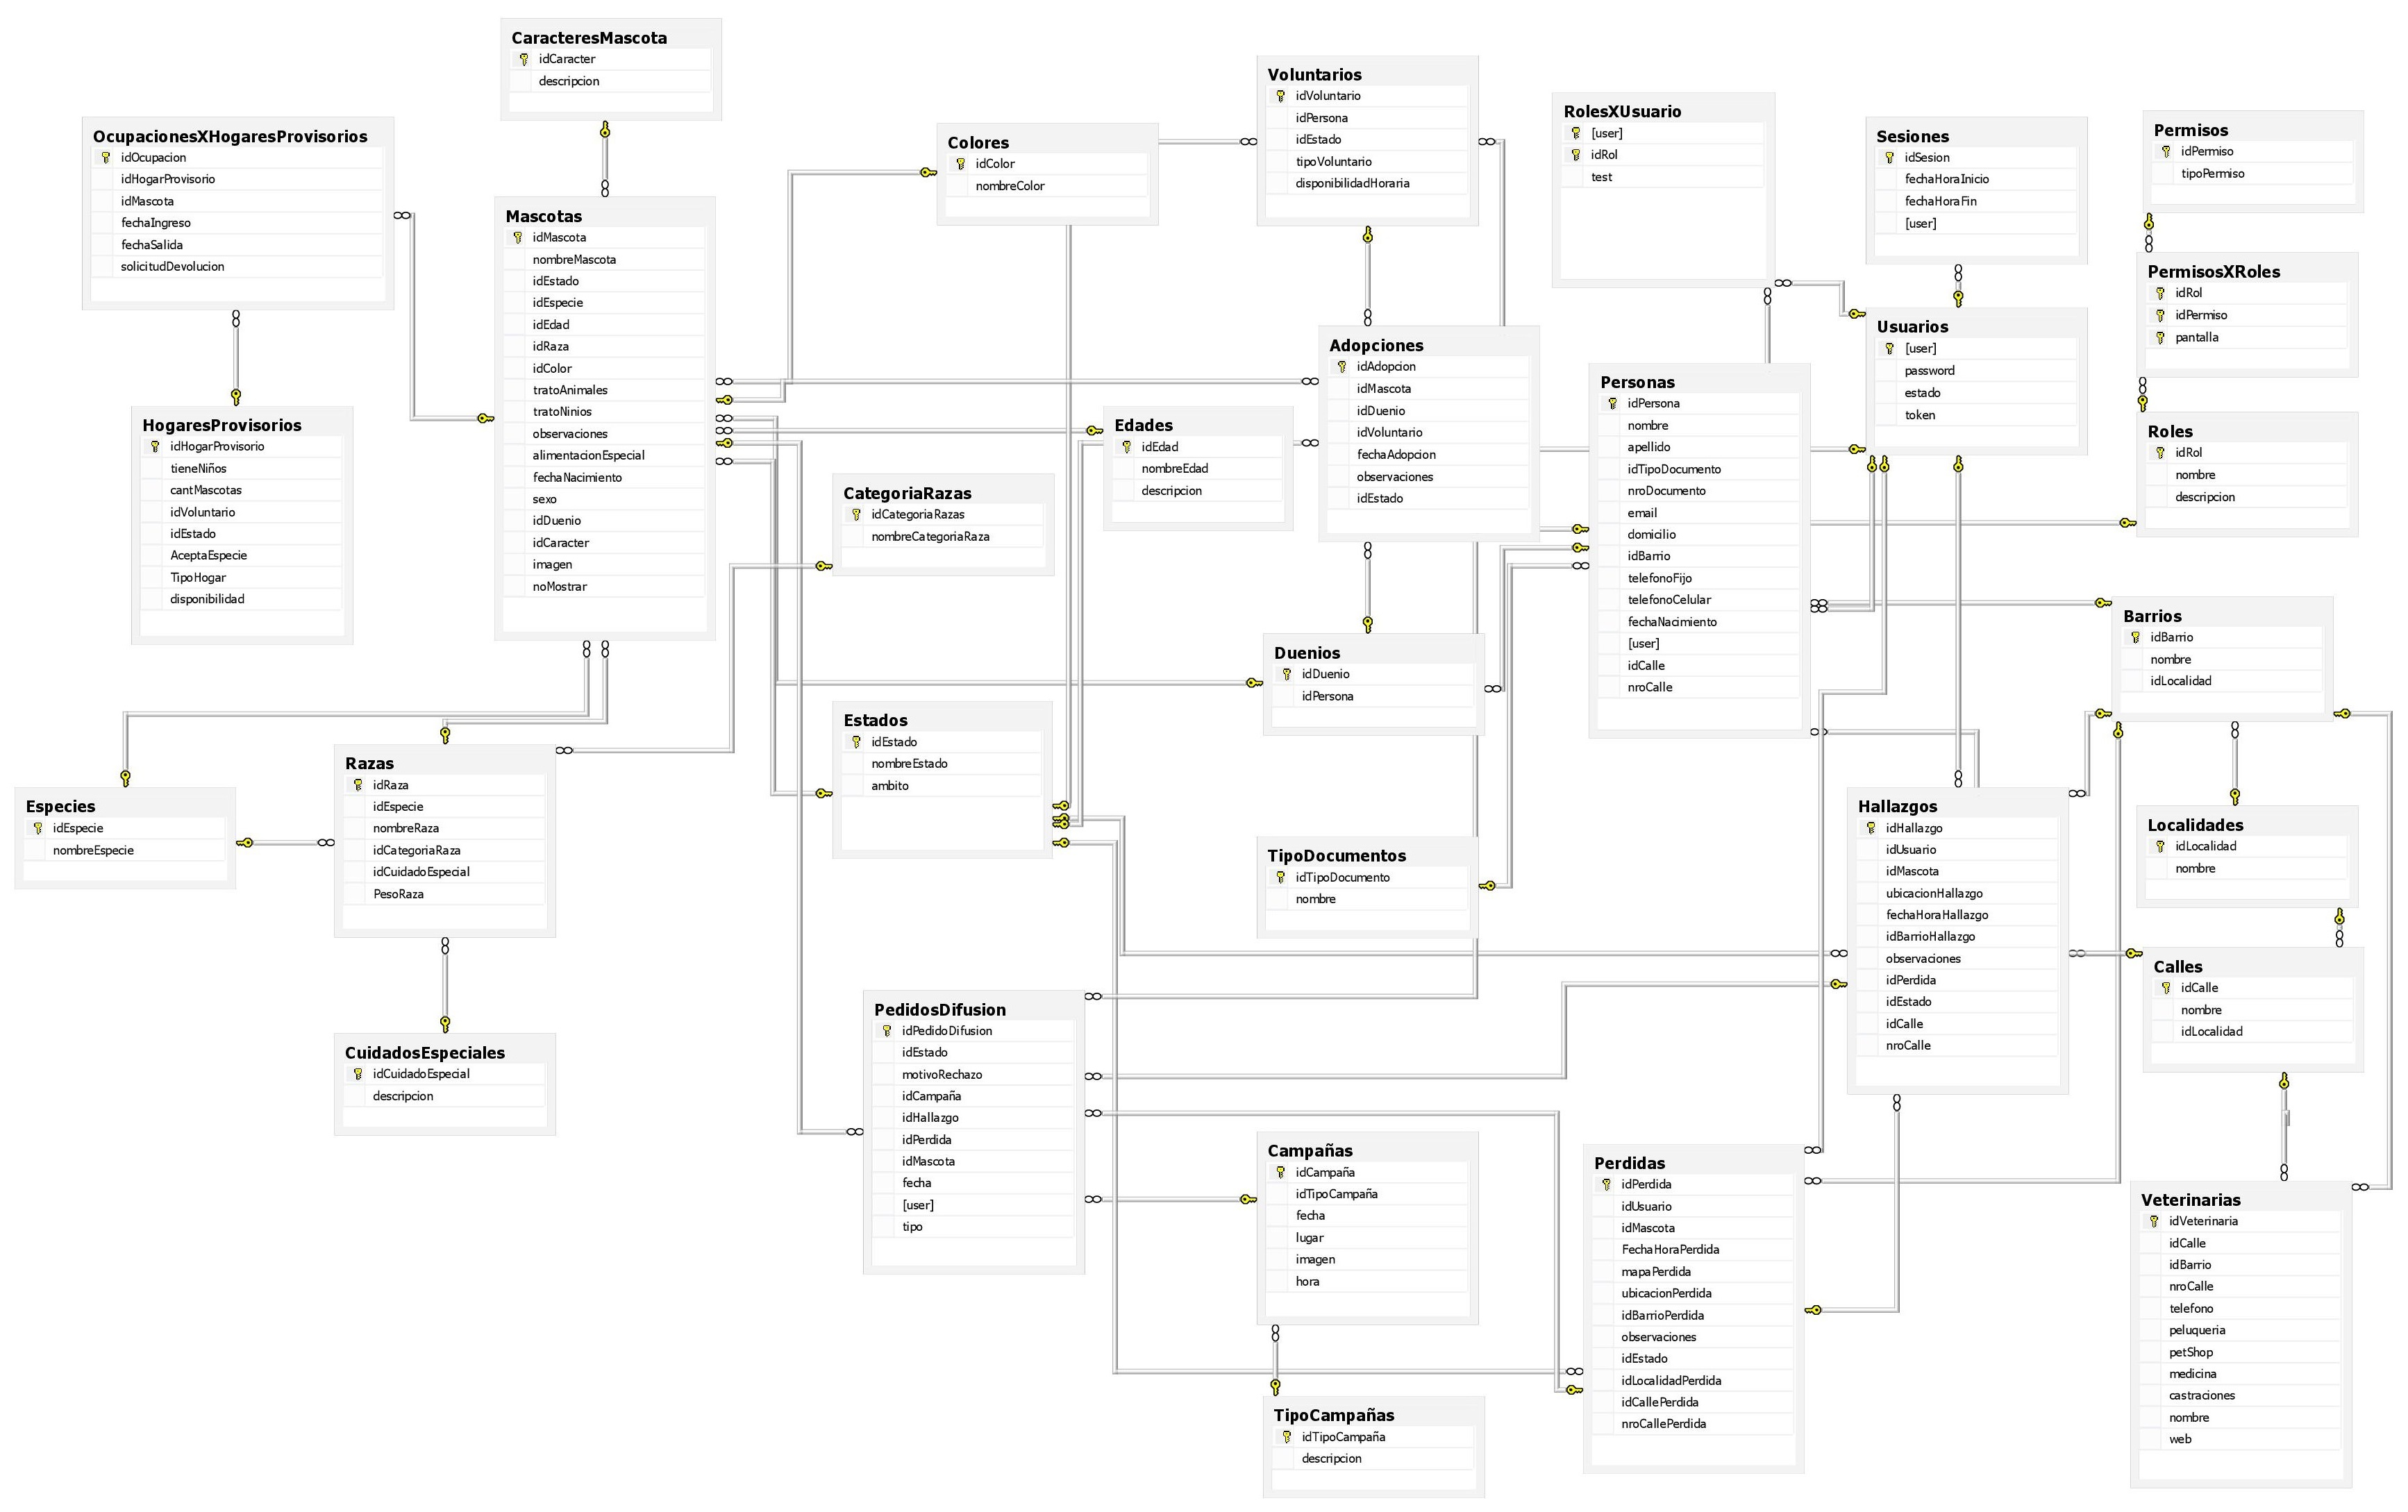 CaracteresMascota
idCaracter
descripcion
OcupacionesXHogaresProvisorios
idOcupacion
idHogarProvisorio
idMascota
fechaIngreso
fechaSalida
solicitudDevolucion
HogaresProvisorios
idHogarProvisorio
tieneNiños
cantMascotas
idVoluntario
idEstado
AceptaEspecie
TipoHogar
disponibilidad
Mascotas
idMascota
nombreMascota
idEstado
idEspecie
idEdad
idRaza
idColor
tratoAnimales
tratoNinios
observaciones
alimentacionEspecial
fechaNacimiento
sexo
idDuenio
idCaracter
imagen
noMostrar
Especies
idEspecie
nombreEspecie
Razas
idRaza
idEspecie
nombreRaza
idCategoriaRaza
idCuidadoEspecial
PesoRaza
CuidadosEspeciales
idCuidadoEspecial
descripcion
Colores
idColor
nombreColor
CategoriaRazas
idCategoriaRazas
nombreCategoriaRaza
Edades
idEdad
nombreEdad
descripcion
Estados
idEstado
nombreEstado
ambito
PedidosDifusion
idPedidoDifusion
idEstado
motivoRechazo
idCampaña
idHallazgo
idPerdida
idMascota
fecha
[user]
tipo
Voluntarios
idVoluntario
idPersona
idEstado
tipoVoluntario
disponibilidadHoraria
Adopciones
idAdopcion
idMascota
idDuenio
idVoluntario
fechaAdopcion
observaciones
idEstado
Duenios
idDuenio
idPersona
TipoDocumentos
idTipoDocumento
nombre
Campañas
idCampaña
idTipoCampaña
fecha
lugar
imagen
hora
TipoCampañas
idTipoCampaña
descripcion
RolesXUsuario
[user]
idRol
test
Personas
idPersona
nombre
apellido
idTipoDocumento
nroDocumento
email
domicilio
idBarrio
telefonoFijo
telefonoCelular
fechaNacimiento
[user]
idCalle
nroCalle
Perdidas
idPerdida
idUsuario
idMascota
FechaHoraPerdida
mapaPerdida
ubicacionPerdida
idBarrioPerdida
observaciones
idEstado
idLocalidadPerdida
idCallePerdida
nroCallePerdida
Sesiones
idSesion
fechaHoraInicio
fechaHoraFin
[user]
Usuarios
[user]
password
estado
token
Hallazgos
idHallazgo
idUsuario
idMascota
ubicacionHallazgo
fechaHoraHallazgo
idBarrioHallazgo
observaciones
idPerdida
idEstado
idCalle
nroCalle
Permisos
idPermiso
tipoPermiso
PermisosXRoles
idRol
idPermiso
pantalla
Roles
idRol
nombre
descripcion
Barrios
idBarrio
nombre
idLocalidad
Localidades
idLocalidad
nombre
Calles
idCalle
nombre
idLocalidad
Veterinarias
idVeterinaria
idCalle
idBarrio
nroCalle
telefono
peluqueria
petShop
medicina
castraciones
nombre
web